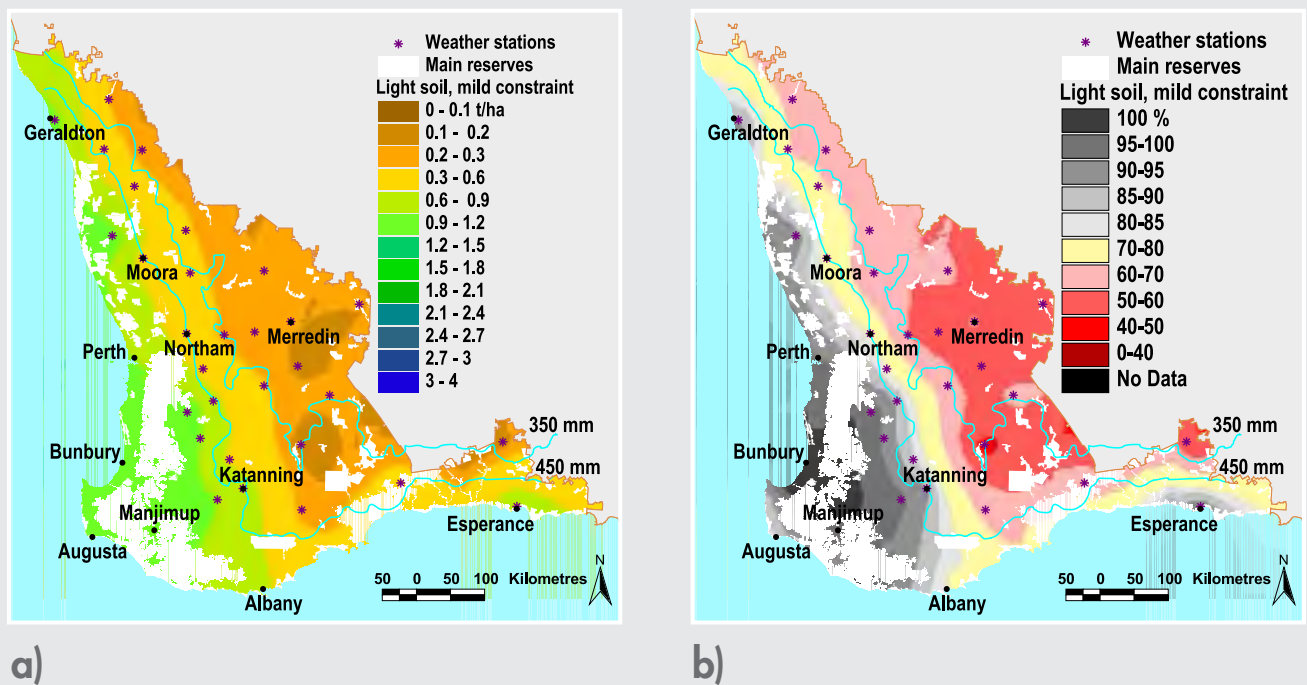 Weather stations
Main reserves
Light soil, mild constraint
0 - 0.1 t/ha
0.1 - 0.2
0.2 - 0.3
0.3 - 0.6
0.6 - 0.9
0.9 - 1.2
1.2 - 1.5
1.5 - 1.8
1.8 - 2.1
2.1 - 2.4
2.4 - 2.7
2.7 - 3
3 - 4
Geraldton
Moora
Merredin
Northam
Perth
350 mm
Bunbury
450 mm
Katanning
Manjimup
Esperance
Augusta
N
50 0 50 100 Kilometres
Albany
a)
Weather stations
Main reserves
Light soil, mild constraint
100 %
95-100
90-95
85-90
80-85
70-80
60-70
50-60
40-50
0-40
No Data
Geraldton
Moora
Merredin
Northam
Perth
350 mm
Bunbury
450 mm
Katanning
Manjimup
Esperance
Augusta
N
50 0 50 100 Kilometres
Albany
b)